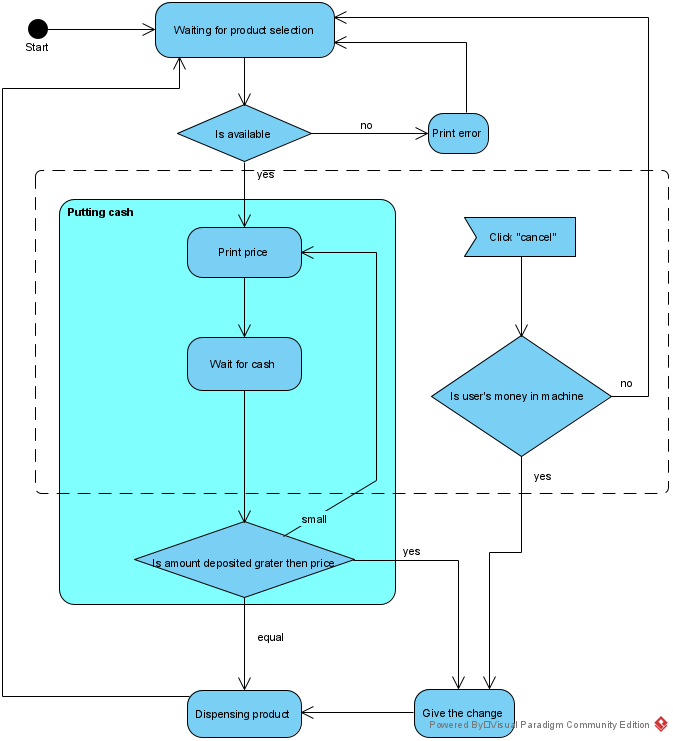 Waiting for product selection
Start
Is available
no
Print error
yes
Putting cash
Print price
Click "cancel"
Wait for cash
Is user's money in machine
no
yes
small
Is amount deposited grater then price
yes
equal
Dispensing product
Give the change
Powered By□Visual Paradigm Community Edition